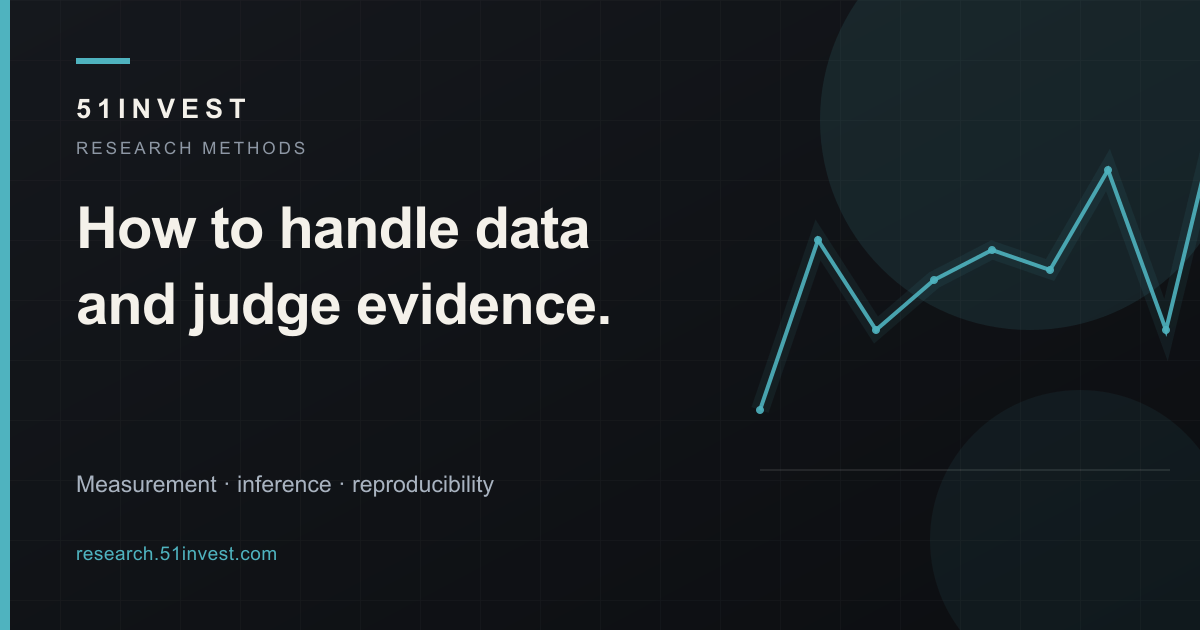 51INVEST
RESEARCH METHODS
How to handle data
and judge evidence.
Measurement · inference · reproducibility
research.51invest.com